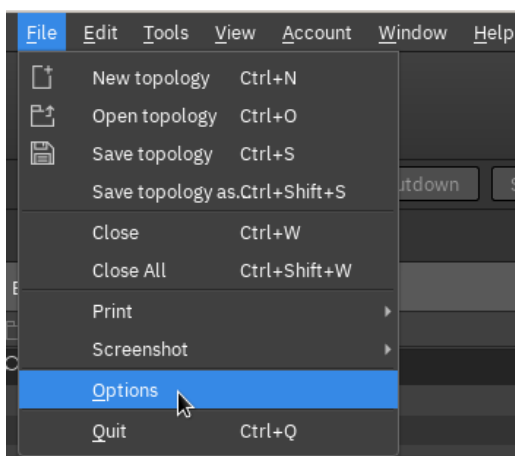 File Edit Tools View Account Window Help
New topology Ctrl+N
Open topology Ctrl+O
Save topology Ctrl+S
Save topology as... Ctrl+Shift+S
utdown
Close Ctrl+W
Close All Ctrl+Shift+W
Print
Screenshot
Options
Quit Ctrl+Q